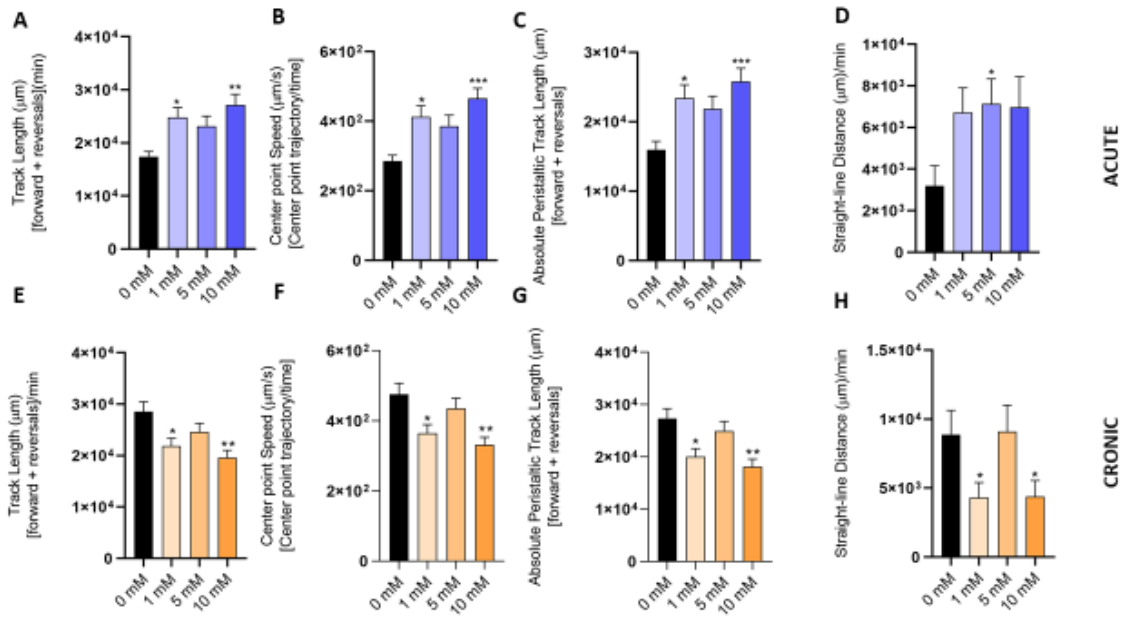 A
Track Length (μm)
[forward + reversals](min)
4×10⁴
3×10⁴
2×10⁴
1×10⁴
0
*
**
0 mM
1 mM
5 mM
10 mM
B
Center point Speed (μm/s)
[Center point trajectory/time]
6×10²
4×10²
2×10²
0
*
***
0 mM
1 mM
5 mM
10 mM
C
Absolute Peristaltic Track Length (μm)
[forward + reversals]
3×10⁴
2×10⁴
1×10⁴
0
*
***
0 mM
1 mM
5 mM
10 mM
D
Straight-line Distance (μm)/min
1×10⁴
8×10³
6×10³
4×10³
2×10³
0
*
0 mM
1 mM
5 mM
10 mM
ACUTE
E
Track Length (μm)
[forward + reversals]/min
4×10⁴
3×10⁴
2×10⁴
1×10⁴
0
*
**
0 mM
1 mM
5 mM
10 mM
F
Center point Speed (μm/s)
[Center point trajectory/time]
6×10²
4×10²
2×10²
0
*
**
0 mM
1 mM
5 mM
10 mM
G
Absolute Peristaltic Track Length (μm)
[forward + reversals]
4×10⁴
3×10⁴
2×10⁴
1×10⁴
0
*
**
0 mM
1 mM
5 mM
10 mM
H
Straight-line Distance (μm)/min
1.5×10⁴
1×10⁴
5×10³
0
*
*
0 mM
1 mM
5 mM
10 mM
CRONIC